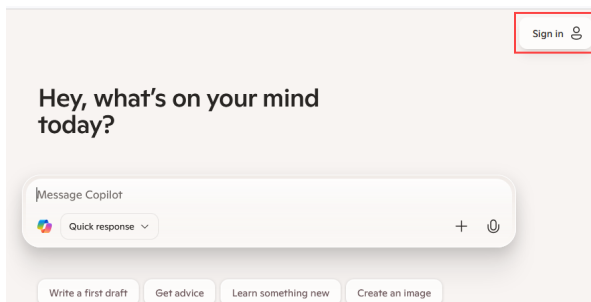 Sign in
Hey, what's on your mind
today?
Message Copilot
Quick response
Write a first draft
Get advice
Learn something new
Create an image